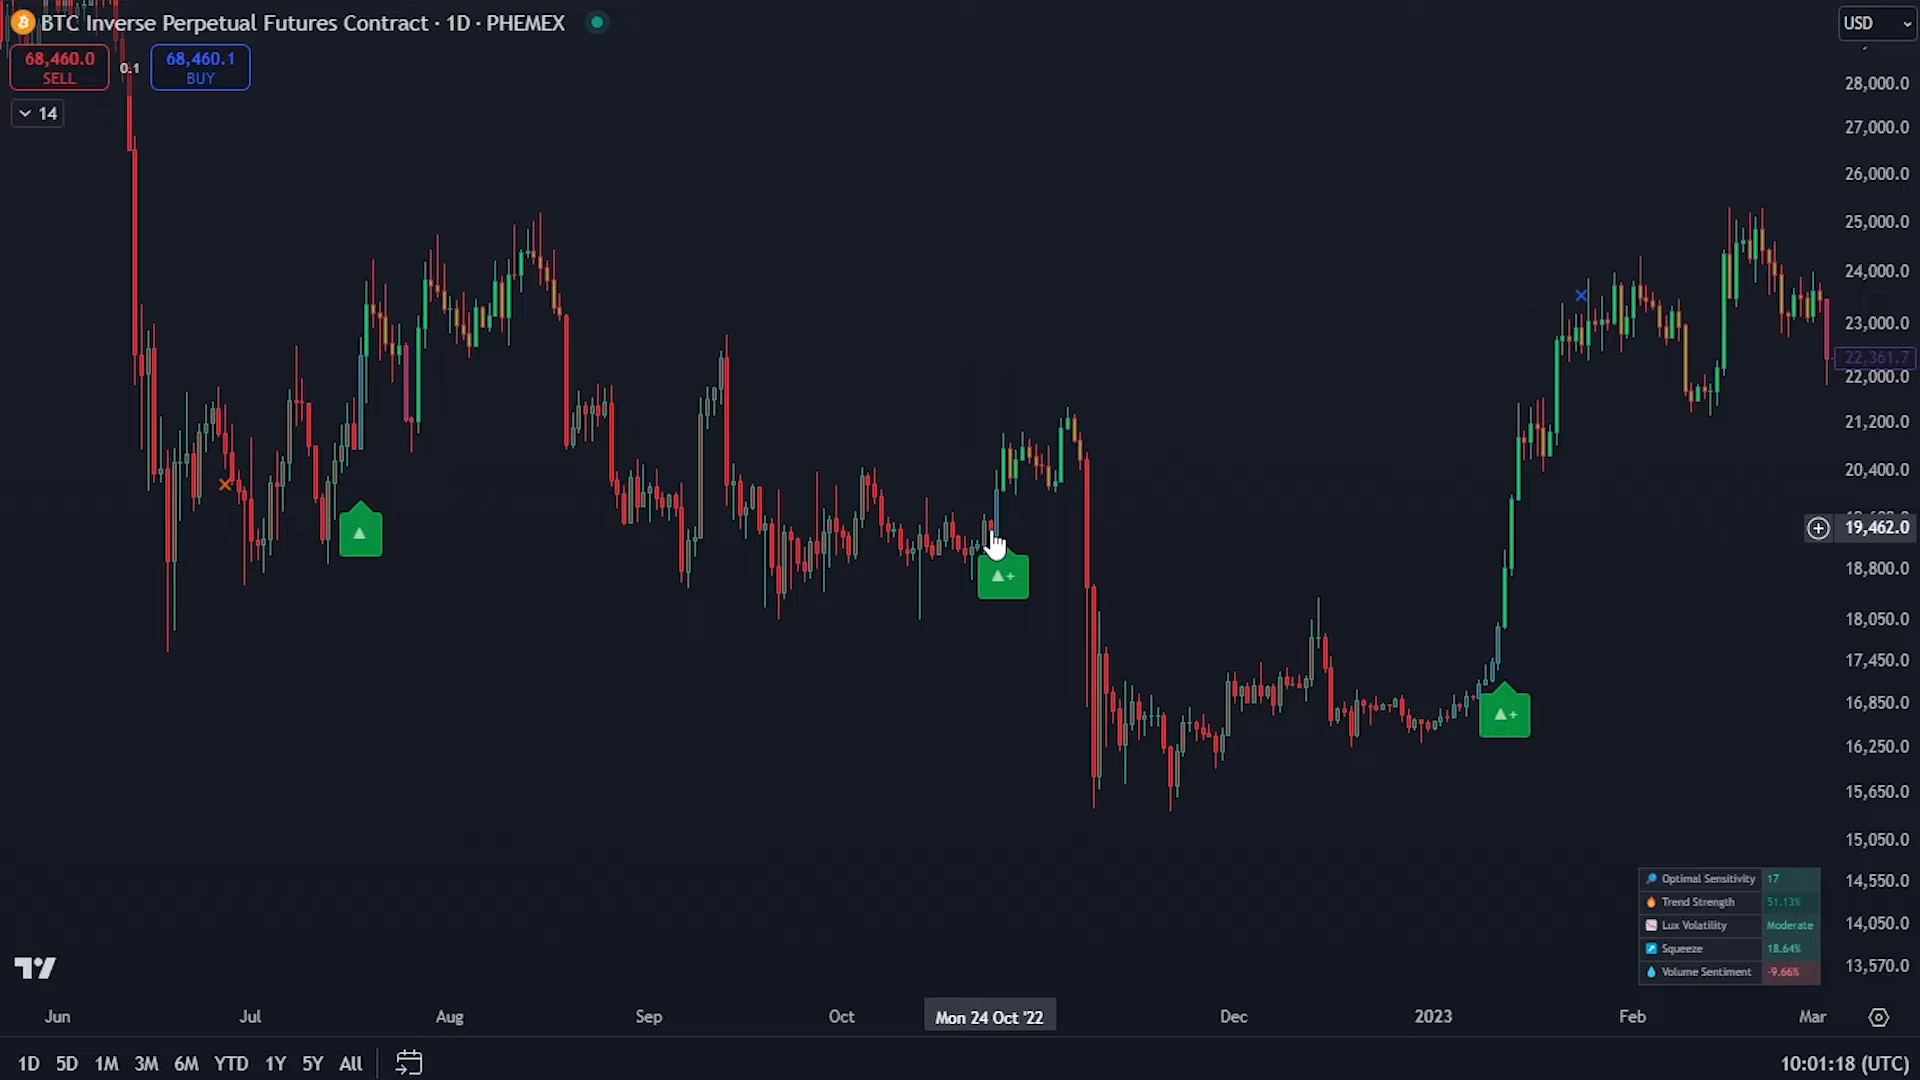 BTC Inverse Perpetual Futures Contract · 1D · PHEMEX
USD
68,460.0
SELL
0.1
68,460.1
BUY
14
28,000.0
27,000.0
26,000.0
25,000.0
24,000.0
23,000.0
22,361.7
22,000.0
21,200.0
20,400.0
19,462.0
18,800.0
18,050.0
17,450.0
16,850.0
16,250.0
15,650.0
15,050.0
14,550.0
14,050.0
13,570.0
Optimal Sensitivity 17
Trend Strength 51.13%
Lux Volatility Moderate
Squeeze 18.64%
Volume Sentiment -9.66%
Jun Jul Aug Sep Oct Mon 24 Oct '22 Dec 2023 Feb Mar
1D 5D 1M 3M 6M YTD 1Y 5Y All
10:01:18 (UTC)